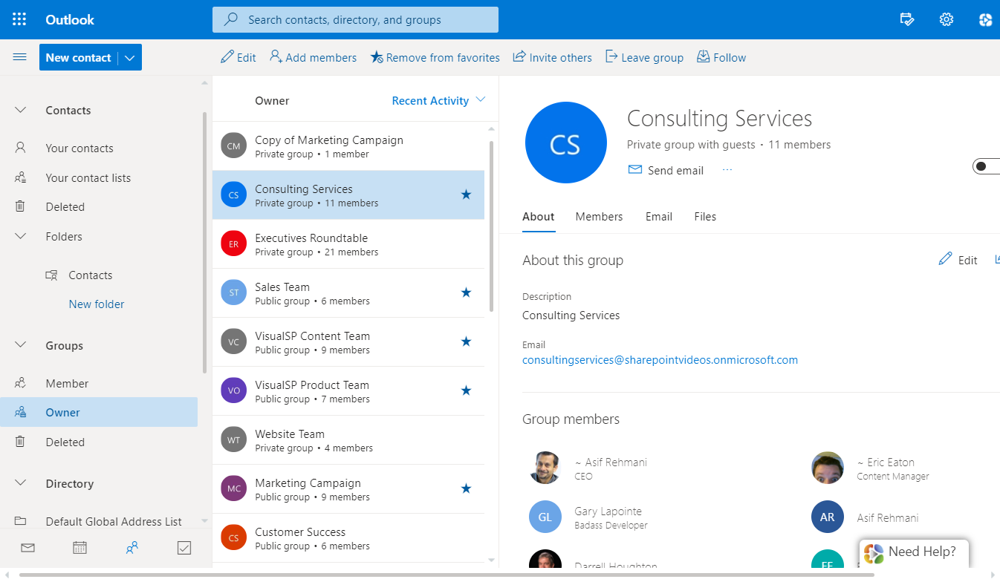 Outlook
Search contacts, directory, and groups
New contact
Edit
Add members
Remove from favorites
Invite others
Leave group
Follow
Contacts
Your contacts
Your contact lists
Deleted
Folders
Contacts
New folder
Groups
Member
Owner
Deleted
Directory
Default Global Address List
Owner
Recent Activity
CM
Copy of Marketing Campaign
Private group • 1 member
CS
Consulting Services
Private group • 11 members
ER
Executives Roundtable
Private group • 21 members
ST
Sales Team
Public group • 6 members
VC
VisualSP Content Team
Public group • 9 members
VO
VisualSP Product Team
Public group • 7 members
WT
Website Team
Private group • 4 members
MC
Marketing Campaign
Public group • 9 members
CS
Customer Success
Public group • 6 members
CS
Consulting Services
Private group with guests • 11 members
Send email
...
About
Members
Email
Files
About this group
Edit
Description
Consulting Services
Email
consultingservices@sharepointvideos.onmicrosoft.com
Group members
~ Asif Rehmani
CEO
~ Eric Eaton
Content Manager
GL
Gary Lapointe
Badass Developer
AR
Asif Rehmani
Darrell Houghton
Need Help?